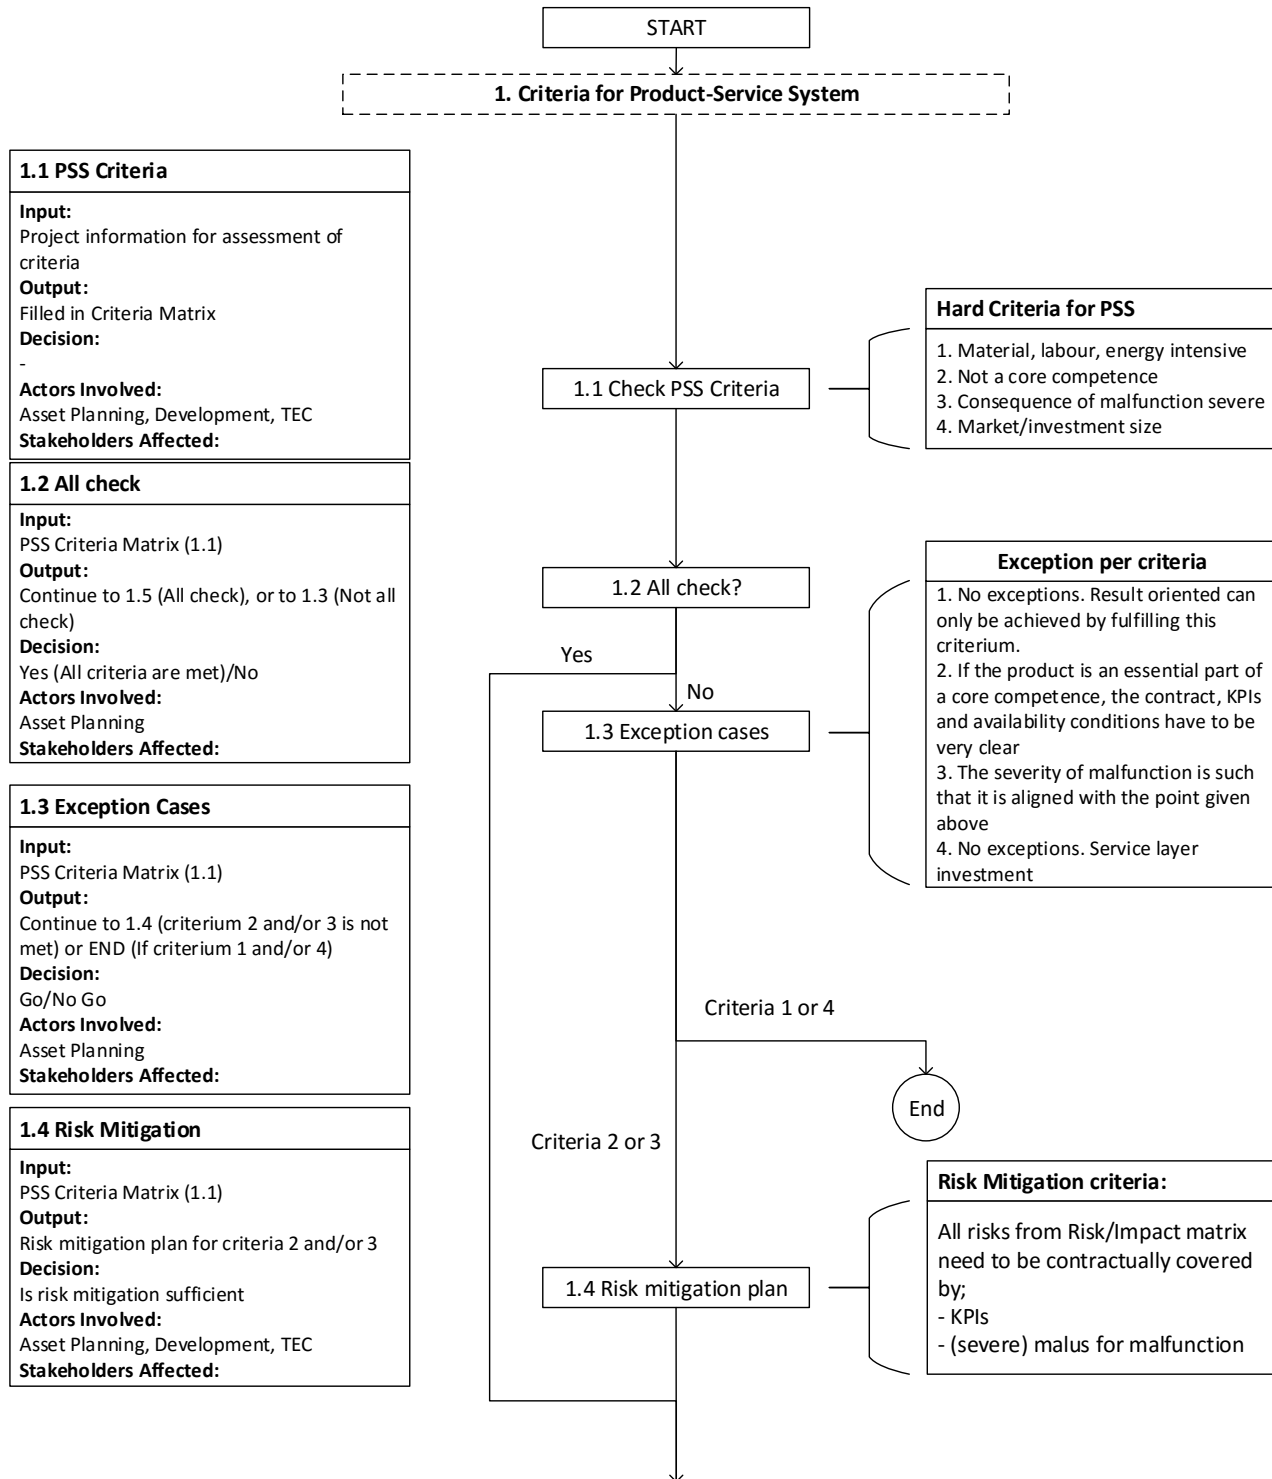 START
1. Criteria for Product-Service System
1.1 PSS Criteria
Input:
Project information for assessment of
criteria
Output:
Filled in Criteria Matrix
Decision:
-
Actors Involved:
Asset Planning, Development, TEC
Stakeholders Affected:
1.1 Check PSS Criteria
Hard Criteria for PSS
1. Material, labour, energy intensive
2. Not a core competence
3. Consequence of malfunction severe
4. Market/investment size
1.2 All check
Input:
PSS Criteria Matrix (1.1)
Output:
Continue to 1.5 (All check), or to 1.3 (Not all
check)
Decision:
Yes (All criteria are met)/No
Actors Involved:
Asset Planning
Stakeholders Affected:
1.2 All check?
Yes
No
1.3 Exception cases
Exception per criteria
1. No exceptions. Result oriented can
only be achieved by fulfilling this
criterium.
2. If the product is an essential part of
a core competence, the contract, KPIs
and availability conditions have to be
very clear
3. The severity of malfunction is such
that it is aligned with the point given
above
4. No exceptions. Service layer
investment
1.3 Exception Cases
Input:
PSS Criteria Matrix (1.1)
Output:
Continue to 1.4 (criterium 2 and/or 3 is not
met) or END (If criterium 1 and/or 4)
Decision:
Go/No Go
Actors Involved:
Asset Planning
Stakeholders Affected:
Criteria 1 or 4
End
Criteria 2 or 3
1.4 Risk Mitigation
Input:
PSS Criteria Matrix (1.1)
Output:
Risk mitigation plan for criteria 2 and/or 3
Decision:
Is risk mitigation sufficient
Actors Involved:
Asset Planning, Development, TEC
Stakeholders Affected:
1.4 Risk mitigation plan
Risk Mitigation criteria:
All risks from Risk/Impact matrix
need to be contractually covered
by;
- KPIs
- (severe) malus for malfunction